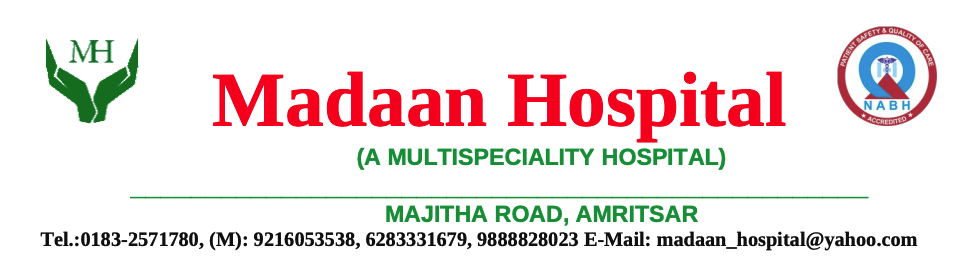 MH
PATIENT SAFETY & QUALITY OF CARE
NABH
ACCREDITED
Madaan Hospital
(A MULTISPECIALITY HOSPITAL)
MAJITHA ROAD, AMRITSAR
Tel.:0183-2571780, (M): 9216053538, 6283331679, 9888828023 E-Mail: madaan_hospital@yahoo.com